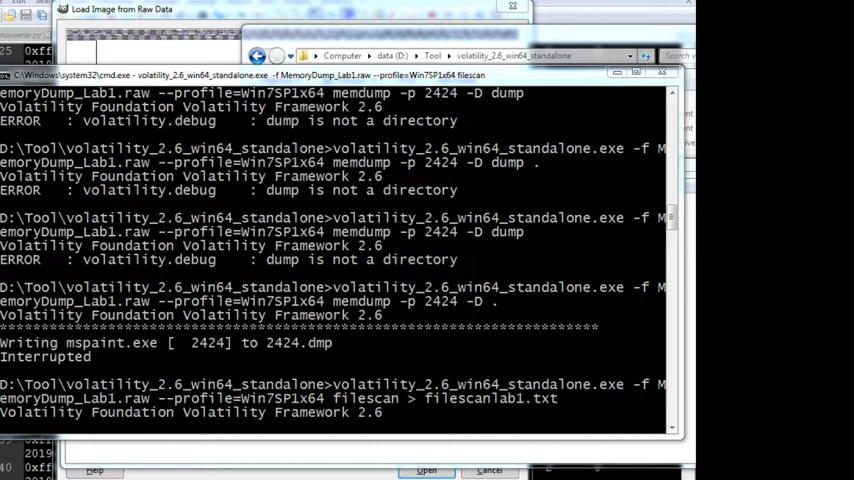 Load Image from Raw Data
Computer ▸ data (D:) ▸ Tool ▸ volatility_2.6_win64_standalone
Search
C:\Windows\system32\cmd.exe - volatility_2.6_win64_standalone.exe -f MemoryDump_Lab1.raw --profile=Win7SP1x64 filescan
emoryDump_Lab1.raw --profile=Win7SP1x64 memdump -p 2424 -D dump
Volatility Foundation Volatility Framework 2.6
ERROR : volatility.debug : dump is not a directory
D:\Tool\volatility_2.6_win64_standalone>volatility_2.6_win64_standalone.exe -f M
emoryDump_Lab1.raw --profile=Win7SP1x64 memdump -p 2424 -D dump .
Volatility Foundation Volatility Framework 2.6
ERROR : volatility.debug : dump is not a directory
D:\Tool\volatility_2.6_win64_standalone>volatility_2.6_win64_standalone.exe -f M
emoryDump_Lab1.raw --profile=Win7SP1x64 memdump -p 2424 -D dump
Volatility Foundation Volatility Framework 2.6
ERROR : volatility.debug : dump is not a directory
D:\Tool\volatility_2.6_win64_standalone>volatility_2.6_win64_standalone.exe -f M
emoryDump_Lab1.raw --profile=Win7SP1x64 memdump -p 2424 -D .
Volatility Foundation Volatility Framework 2.6
************************************************************************
Writing mspaint.exe [ 2424] to 2424.dmp
Interrupted
D:\Tool\volatility_2.6_win64_standalone>volatility_2.6_win64_standalone.exe -f M
emoryDump_Lab1.raw --profile=Win7SP1x64 filescan > filescanlab1.txt
Volatility Foundation Volatility Framework 2.6
2019
40 0xff
2019
Help Open Cancel